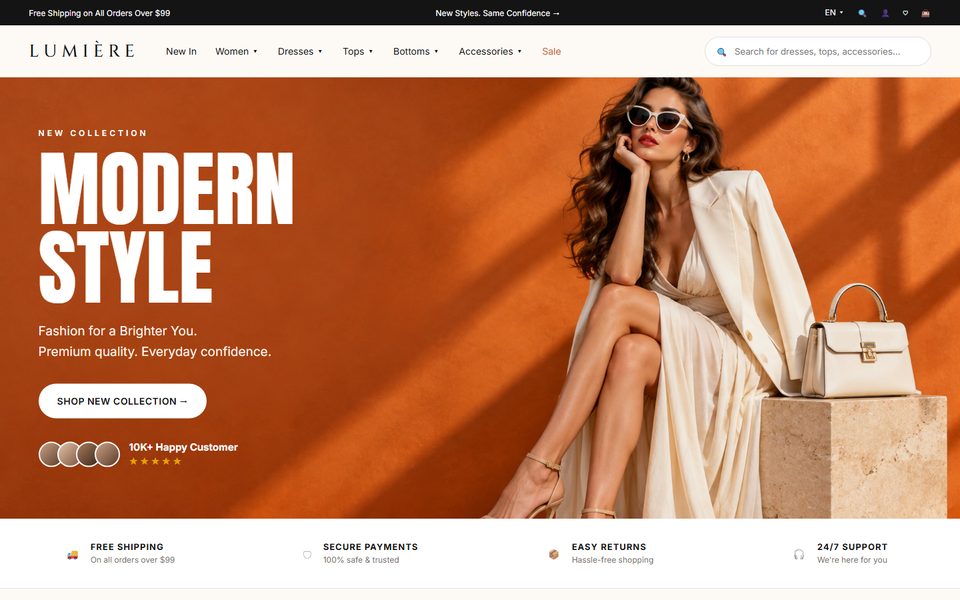 Free Shipping on All Orders Over $99
New Styles. Same Confidence →
EN
LUMIÈRE
New In
Women
Dresses
Tops
Bottoms
Accessories
Sale
Search for dresses, tops, accessories...
NEW COLLECTION
MODERN
STYLE
Fashion for a Brighter You.
Premium quality. Everyday confidence.
SHOP NEW COLLECTION →
10K+ Happy Customer
★★★★★
FREE SHIPPING
On all orders over $99
SECURE PAYMENTS
100% safe & trusted
EASY RETURNS
Hassle-free shopping
24/7 SUPPORT
We're here for you